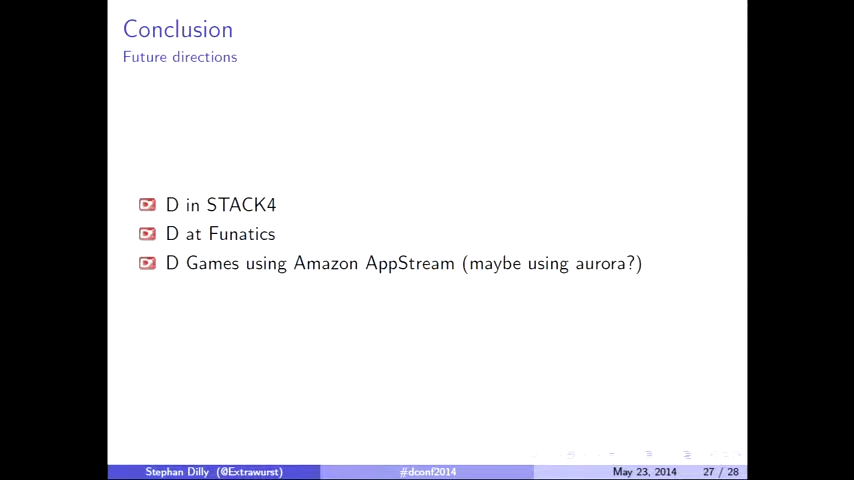 Conclusion
Future directions
D in STACK4
D at Funatics
D Games using Amazon AppStream (maybe using aurora?)
Stephan Dilly (@Extrawurst) #dconf2014 May 23, 2014 27 / 28